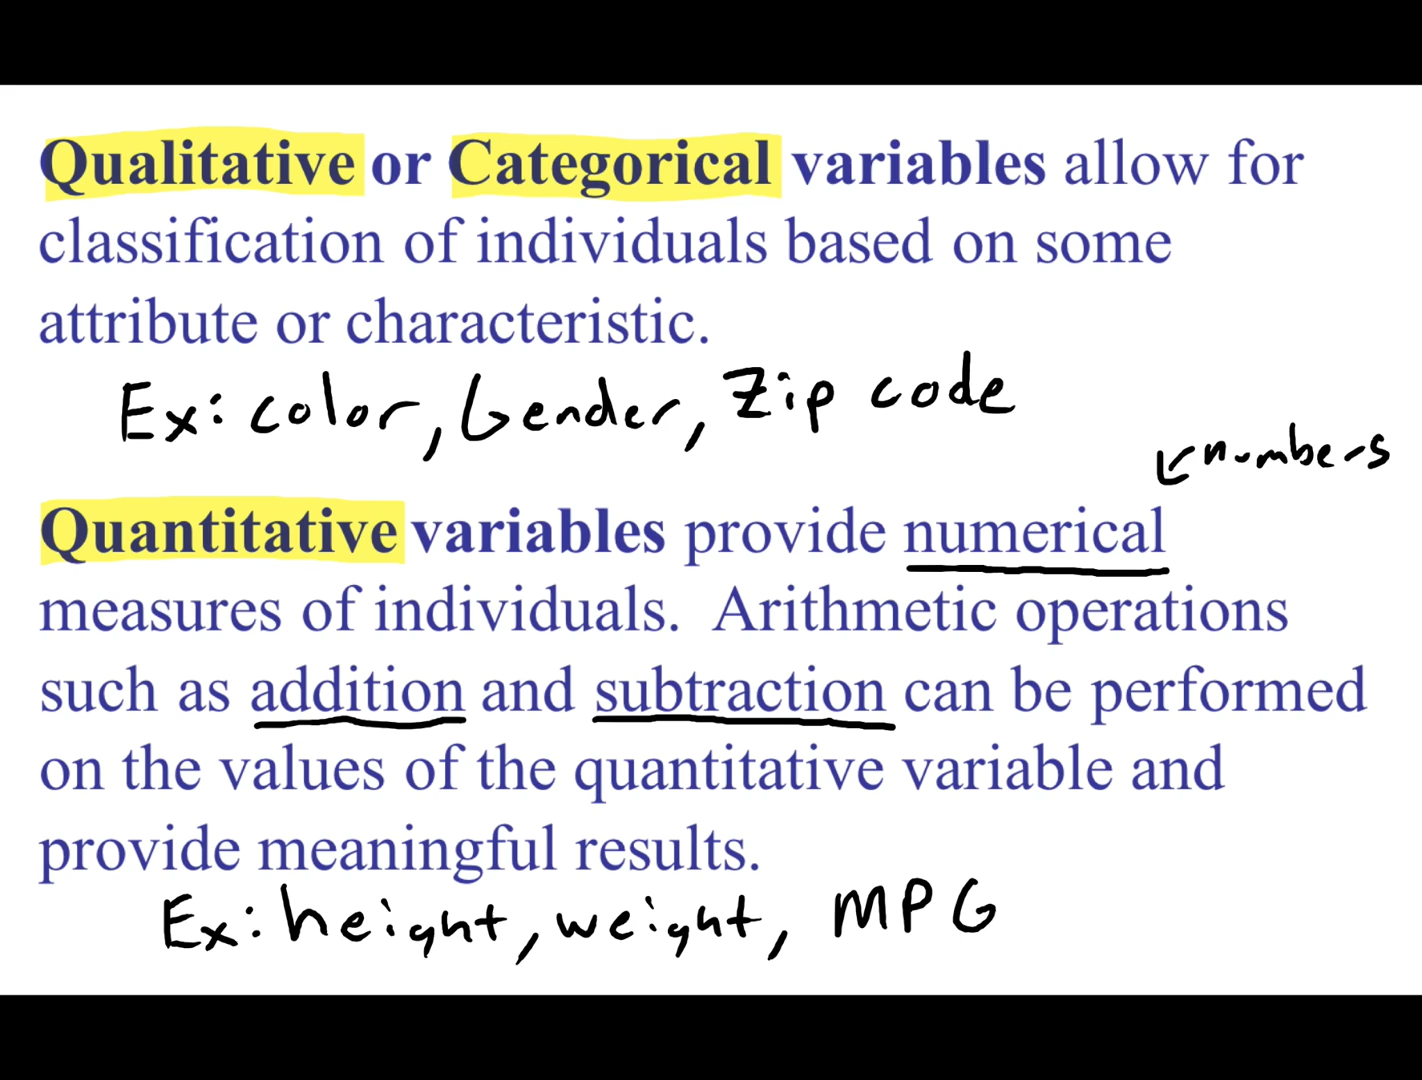 Qualitative or Categorical variables allow for
classification of individuals based on some
attribute or characteristic.
Ex: color, Gender, Zip code
numbers
Quantitative variables provide numerical
measures of individuals. Arithmetic operations
such as addition and subtraction can be performed
on the values of the quantitative variable and
provide meaningful results.
Ex: height, weight, MPG